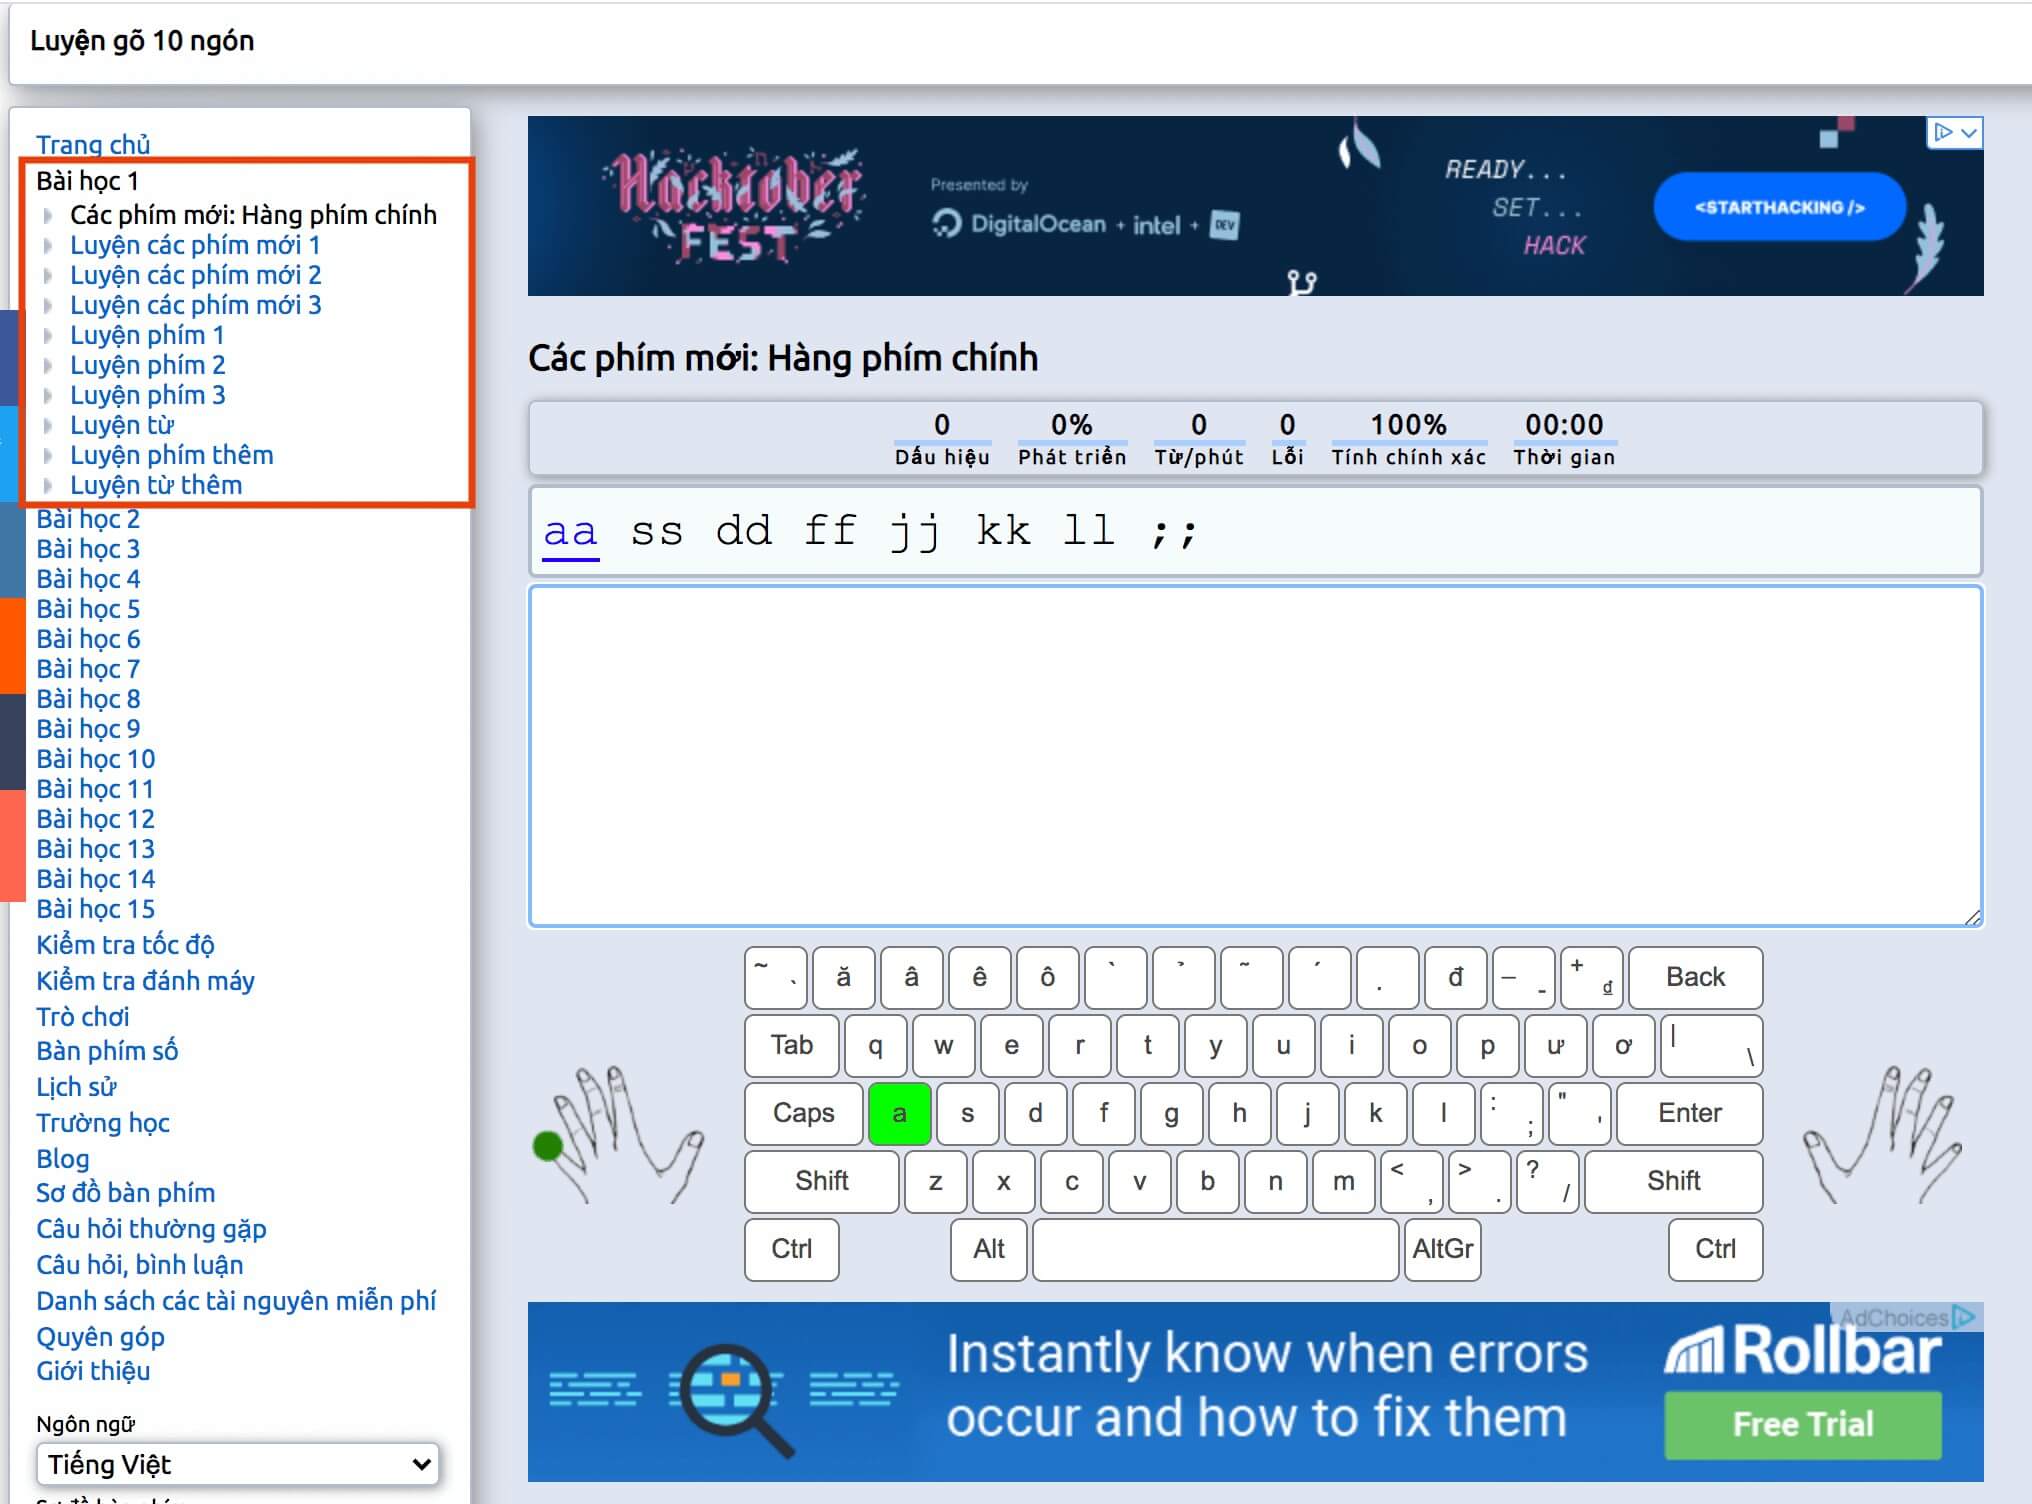 Luyện gõ 10 ngón
Trang chủ
Bài học 1
Các phím mới: Hàng phím chính
Luyện các phím mới 1
Luyện các phím mới 2
Luyện các phím mới 3
Luyện phím 1
Luyện phím 2
Luyện phím 3
Luyện từ
Luyện phím thêm
Luyện từ thêm
Bài học 2
Bài học 3
Bài học 4
Bài học 5
Bài học 6
Bài học 7
Bài học 8
Bài học 9
Bài học 10
Bài học 11
Bài học 12
Bài học 13
Bài học 14
Bài học 15
Kiểm tra tốc độ
Kiểm tra đánh máy
Trò chơi
Bàn phím số
Lịch sử
Trường học
Blog
Sơ đồ bàn phím
Câu hỏi thường gặp
Câu hỏi, bình luận
Danh sách các tài nguyên miễn phí
Quyên góp
Giới thiệu
Ngôn ngữ
Tiếng Việt
Hacktober
FEST
Presented by
DigitalOcean + intel + DEV
READY...
SET...
HACK
<STARTHACKING />
Các phím mới: Hàng phím chính
0 0% 0 0 100% 00:00
Dấu hiệu Phát triển Từ/phút Lỗi Tính chính xác Thời gian
aa ss dd ff jj kk ll ;;
~ ` ă â ê ô ` ̉ ~ ´ . đ – - + ₫ Back
Tab q w e r t y u i o p ư ơ | \
Caps a s d f g h j k l : ; " ' Enter
Shift z x c v b n m < , > . ? / Shift
Ctrl Alt AltGr Ctrl
AdChoices
Instantly know when errors
occur and how to fix them
Rollbar
Free Trial